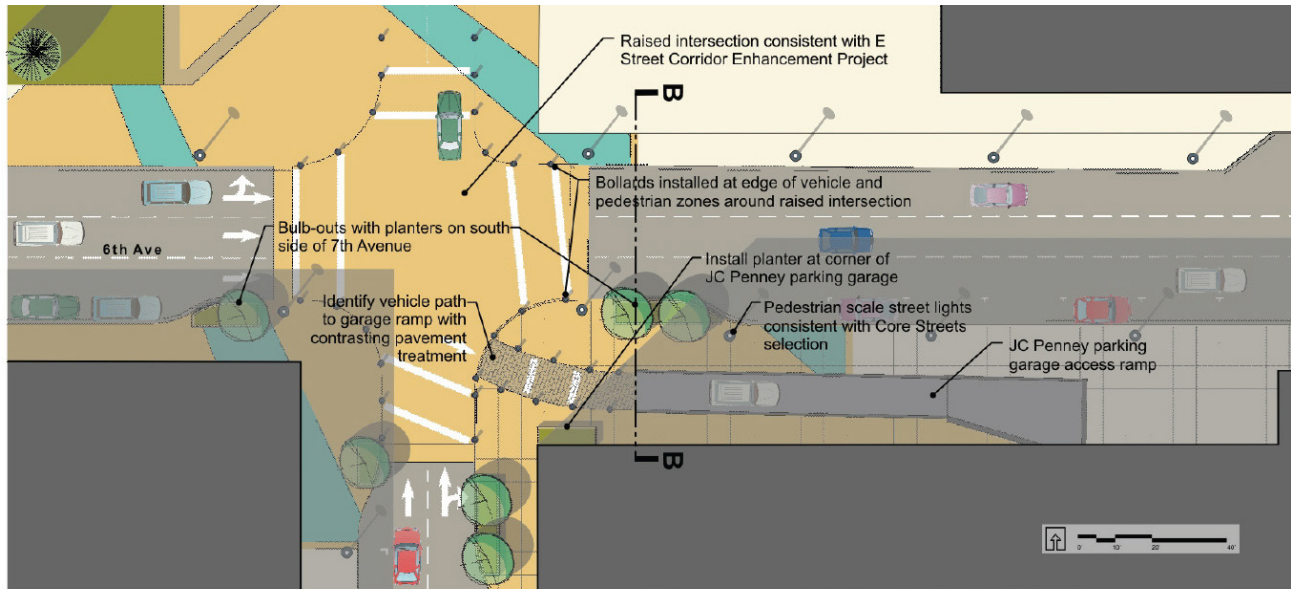 Raised intersection consistent with E
Street Corridor Enhancement Project
B
Bollards installed at edge of vehicle and
pedestrian zones around raised intersection
Bulb-outs with planters on south
side of 7th Avenue
6th Ave
Install planter at corner of
JC Penney parking garage
Identify vehicle path
to garage ramp with
contrasting pavement
treatment
Pedestrian scale street lights
consistent with Core Streets
selection
JC Penney parking
garage access ramp
B
0' 10' 20' 40'